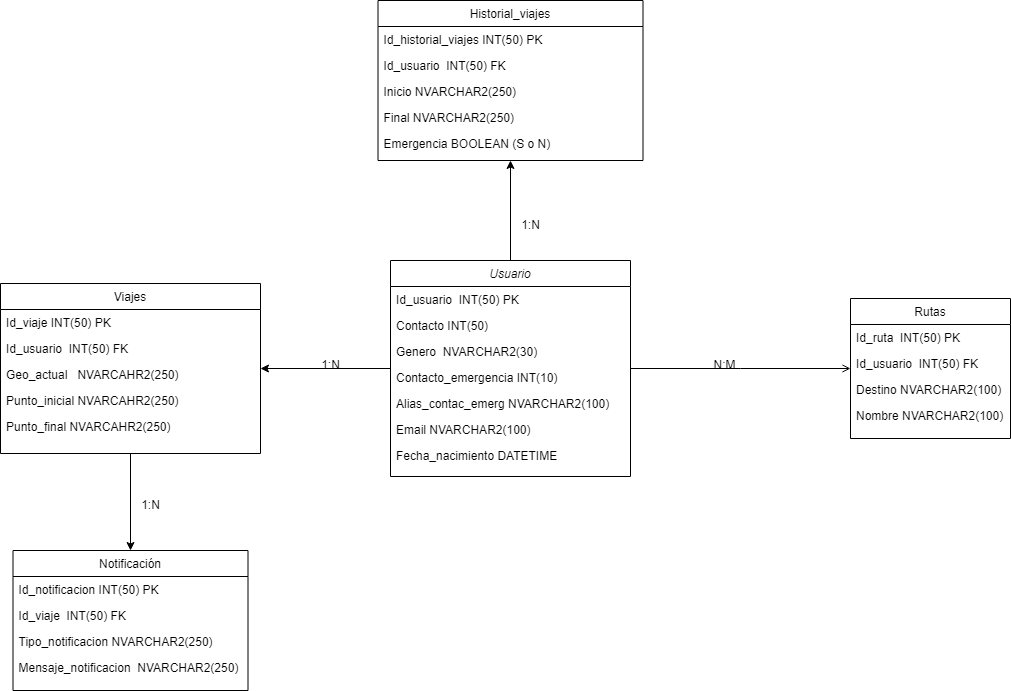 Historial_viajes
Id_historial_viajes INT(50) PK
Id_usuario  INT(50) FK
Inicio NVARCHAR2(250)
Final NVARCHAR2(250)
Emergencia BOOLEAN (S o N)
1:N
Usuario
Id_usuario  INT(50) PK
Contacto INT(50)
Genero  NVARCHAR2(30)
Contacto_emergencia INT(10)
Alias_contac_emerg NVARCHAR2(100)
Email NVARCHAR2(100)
Fecha_nacimiento DATETIME
1:N
Viajes
Id_viaje INT(50) PK
Id_usuario  INT(50) FK
Geo_actual   NVARCAHR2(250)
Punto_inicial NVARCAHR2(250)
Punto_final NVARCAHR2(250)
N:M
Rutas
Id_ruta  INT(50) PK
Id_usuario  INT(50) FK
Destino NVARCHAR2(100)
Nombre NVARCHAR2(100)
1:N
Notificación
Id_notificacion INT(50) PK
Id_viaje  INT(50) FK
Tipo_notificacion NVARCHAR2(250)
Mensaje_notificacion  NVARCHAR2(250)